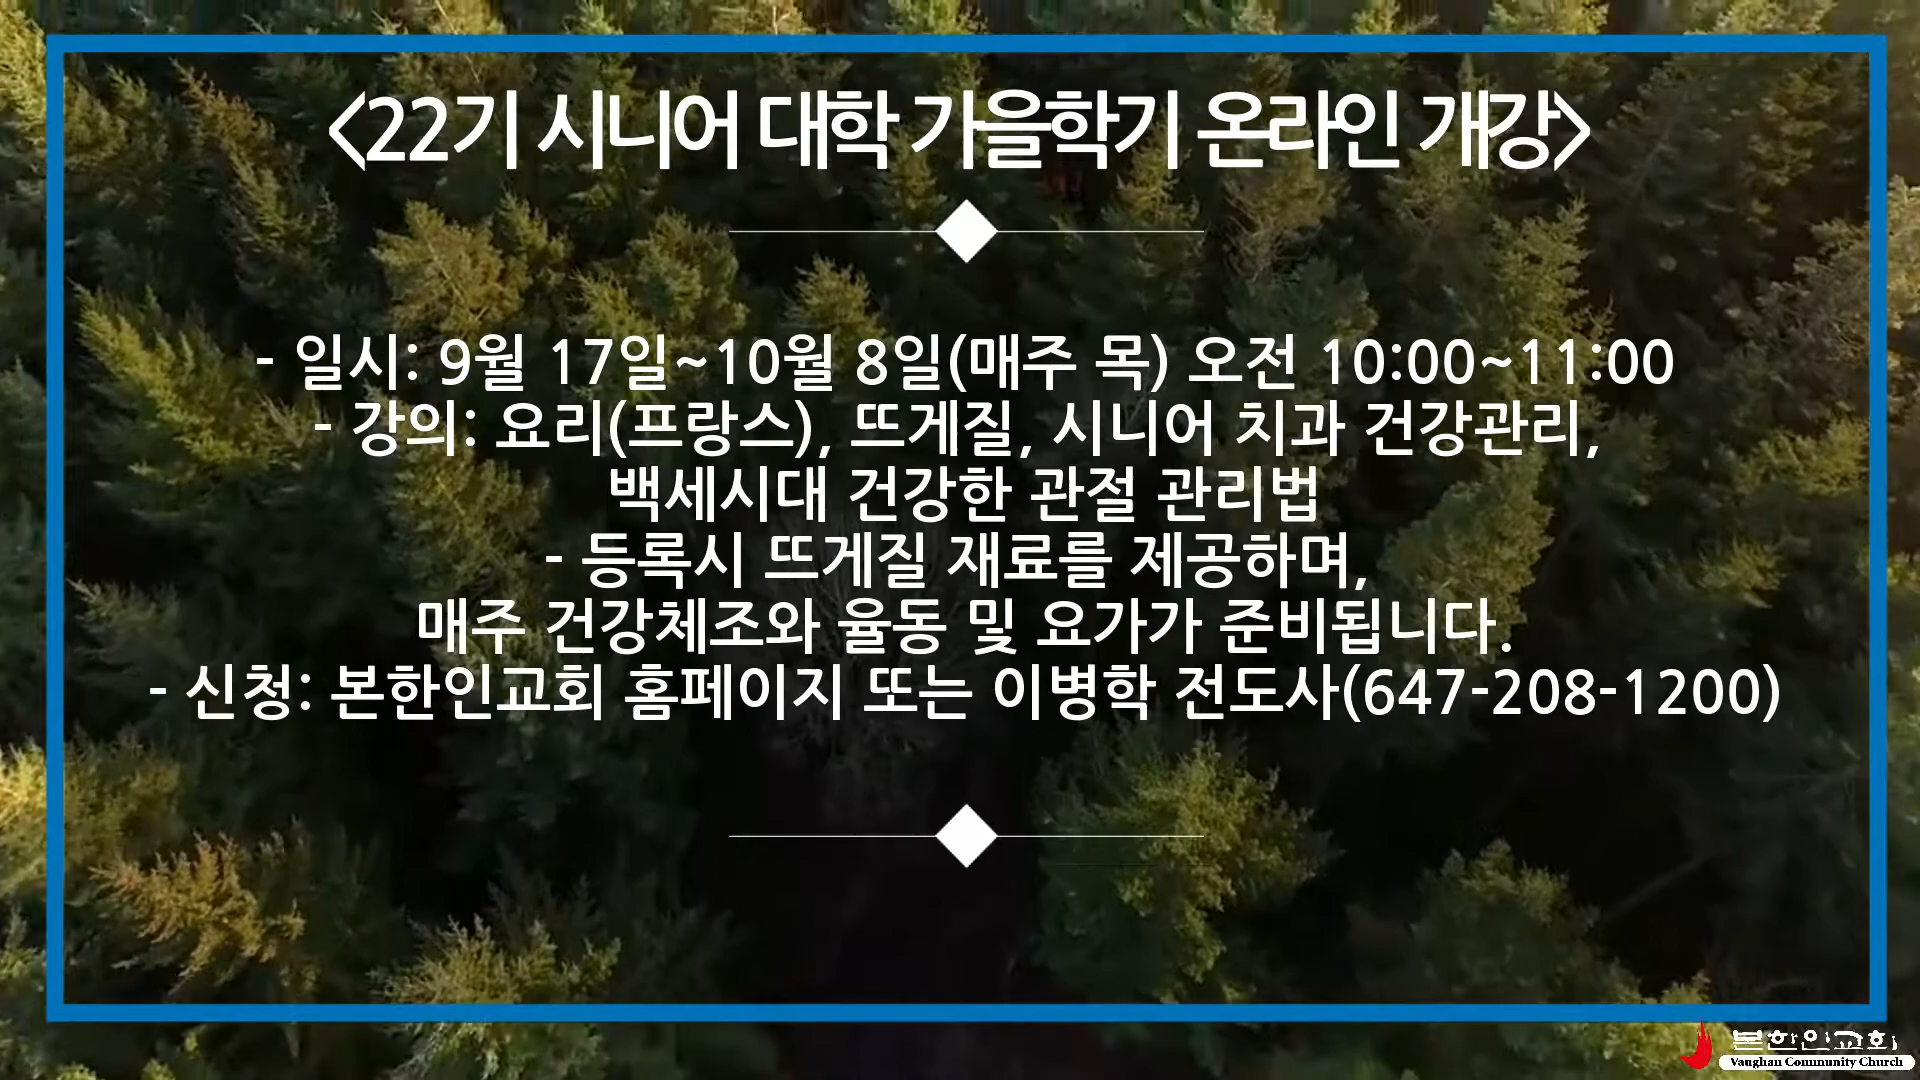 <22기 시니어 대학 가을학기 온라인 개강>
- 일시: 9월 17일~10월 8일(매주 목) 오전 10:00~11:00
- 강의: 요리(프랑스), 뜨게질, 시니어 치과 건강관리,
백세시대 건강한 관절 관리법
- 등록시 뜨게질 재료를 제공하며,
매주 건강체조와 율동 및 요가가 준비됩니다.
- 신청: 본한인교회 홈페이지 또는 이병학 전도사(647-208-1200)
본한인교회
Vaughan Community Church